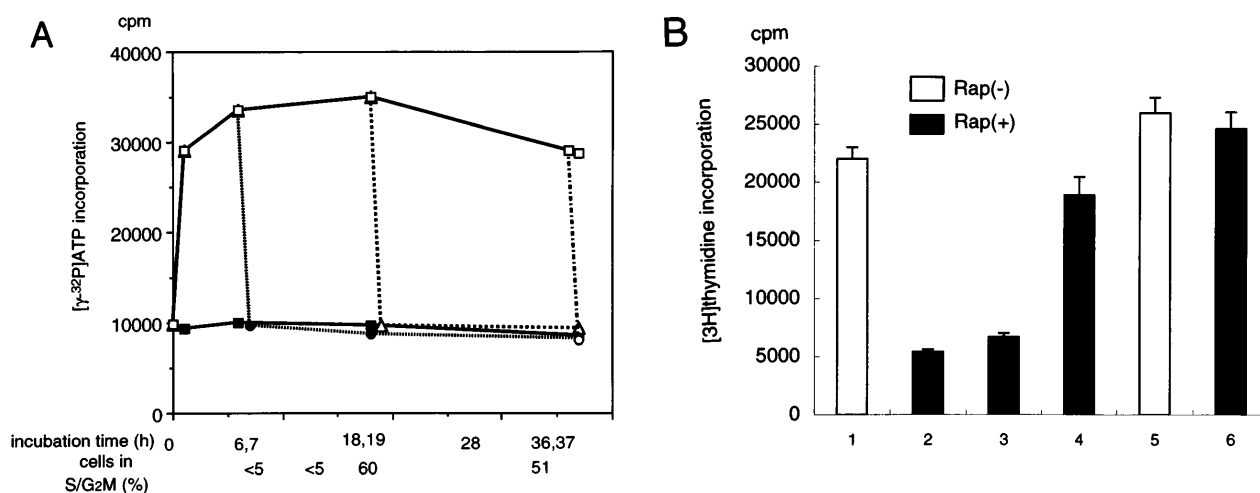 A
cpm
40000
30000
20000
10000
0
[γ-32P]ATP incorporation
incubation time (h) 0 6,7 18,19 28 36,37
cells in S/G2M (%) <5 <5 60 51
B
cpm
30000
25000
20000
15000
10000
5000
0
[3H]thymidine incorporation
Rap(-)
Rap(+)
1 2 3 4 5 6